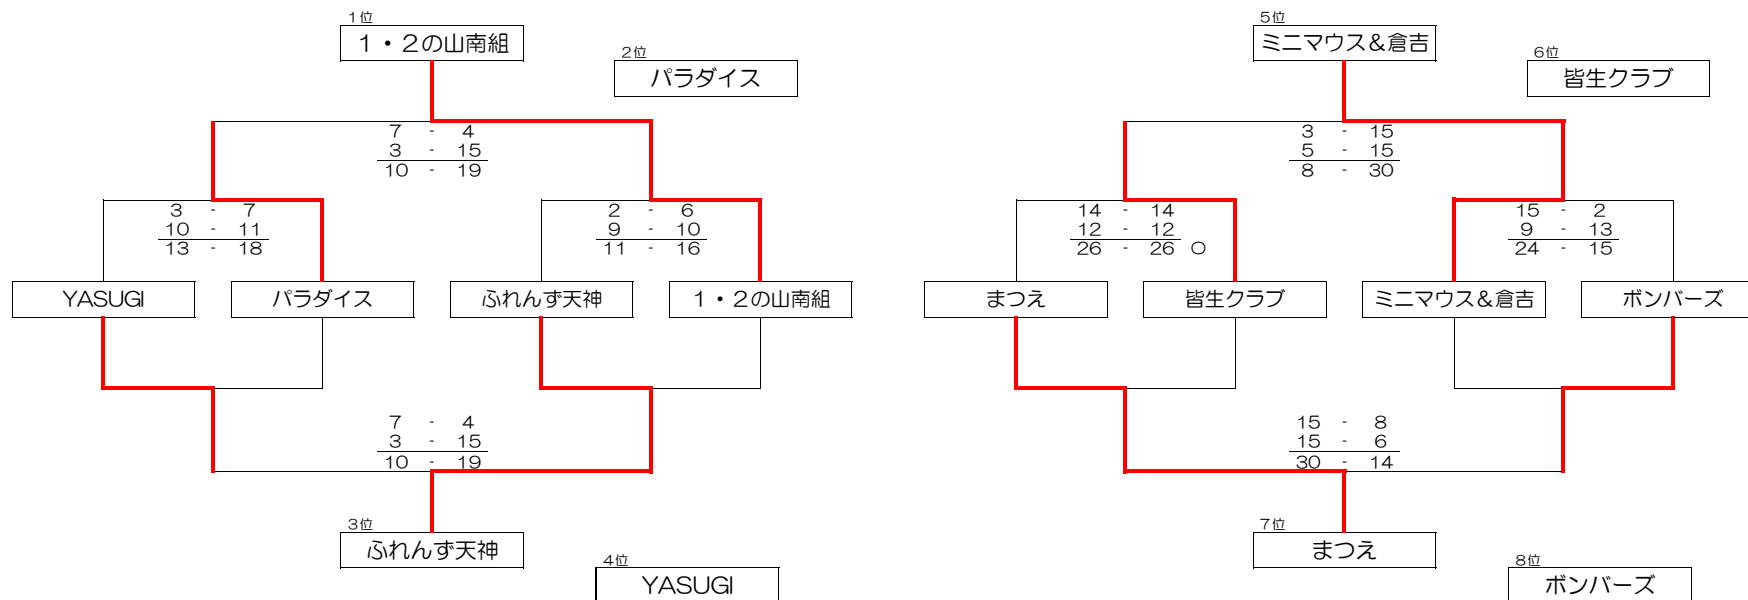 1位
1・2の山南組
2位
パラダイス
7 - 4
3 - 15
10 - 19
3 - 7
10 - 11
13 - 18
2 - 6
9 - 10
11 - 16
YASUGI
パラダイス
ふれんず天神
1・2の山南組
7 - 4
3 - 15
10 - 19
3位
ふれんず天神
4位
YASUGI
5位
ミニマウス&倉吉
6位
皆生クラブ
3 - 15
5 - 15
8 - 30
14 - 14
12 - 12
26 - 26 ○
15 - 2
9 - 13
24 - 15
まつえ
皆生クラブ
ミニマウス&倉吉
ボンバーズ
15 - 8
15 - 6
30 - 14
7位
まつえ
8位
ボンバーズ